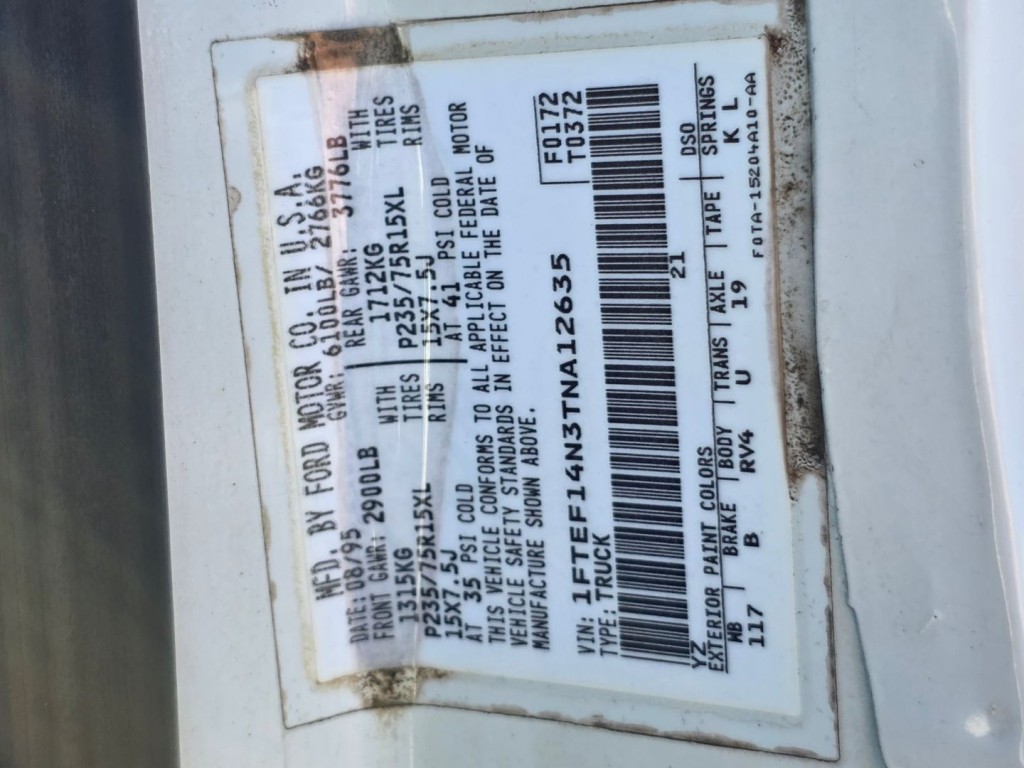 MFD. BY FORD MOTOR CO. IN U.S.A.
DATE: 08/95 GVWR: 6100LB/ 2766KG
FRONT GAWR: 2900LB REAR GAWR: 3776LB
1315KG WITH 1712KG WITH
P235/75R15XL TIRES P235/75R15XL TIRES
15X7.5J RIMS 15X7.5J RIMS
AT 35 PSI COLD AT 41 PSI COLD
THIS VEHICLE CONFORMS TO ALL APPLICABLE FEDERAL MOTOR
VEHICLE SAFETY STANDARDS IN EFFECT ON THE DATE OF
MANUFACTURE SHOWN ABOVE.
F0172
VIN: 1FTEF14N3TNA12635 T0372
TYPE: TRUCK
21
YZ DSO
EXTERIOR PAINT COLORS
WB | BRAKE | BODY | TRANS | AXLE | TAPE | SPRINGS
117 B RV4 U 19 K L
F0TA-15204A10-AA